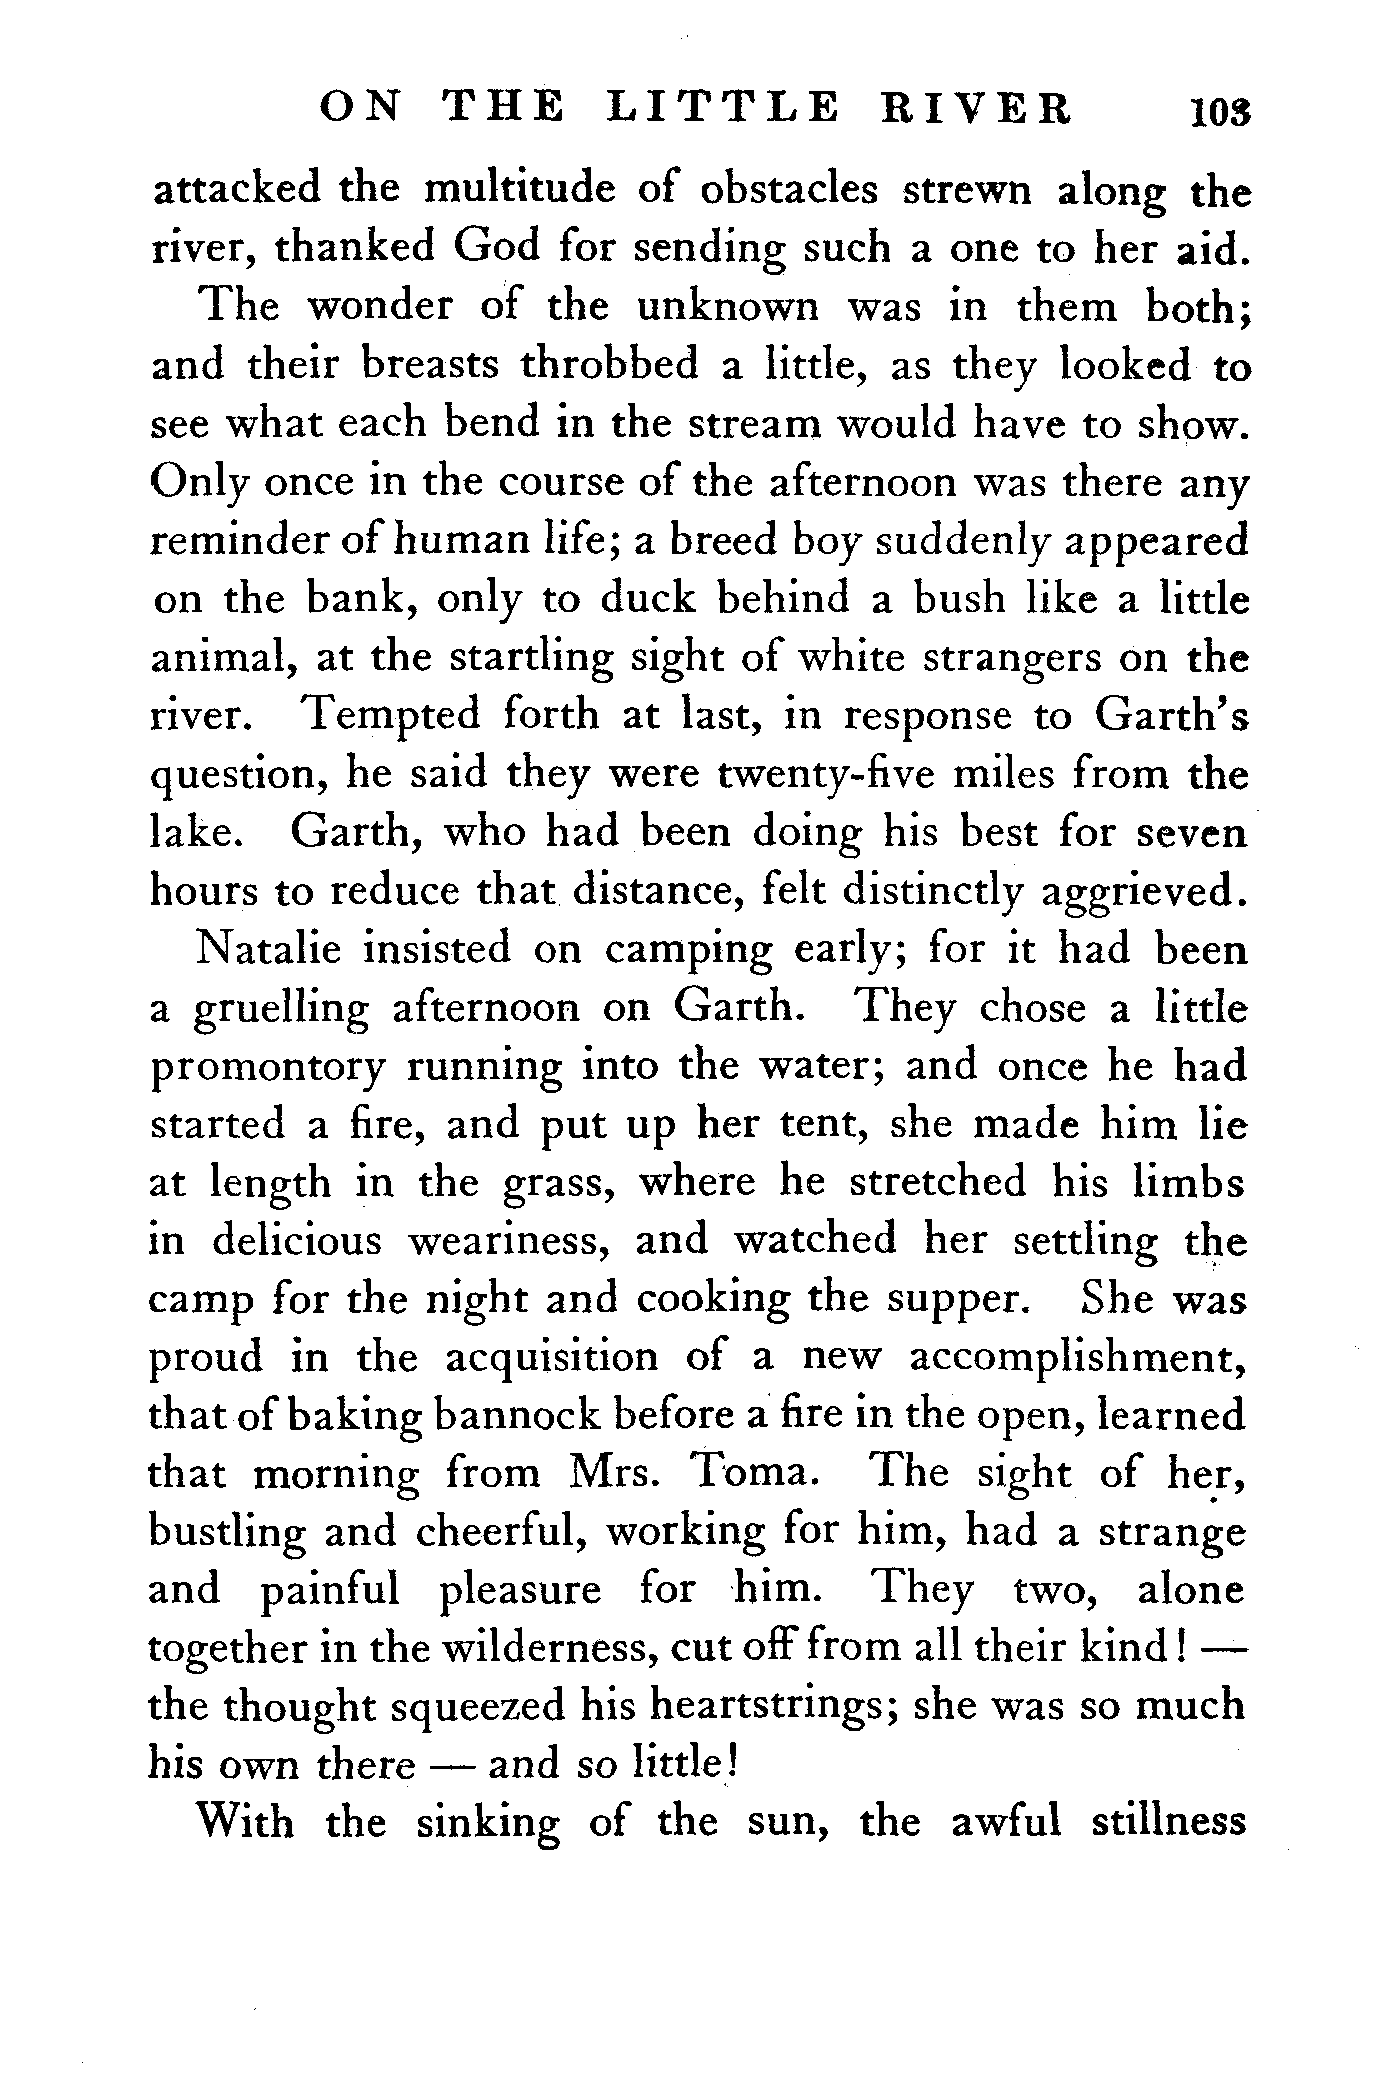 ON THE LITTLE RIVER 103
attacked the multitude of obstacles strewn along the
river, thanked God for sending such a one to her aid.
The wonder of the unknown was in them both;
and their breasts throbbed a little, as they looked to
see what each bend in the stream would have to show.
Only once in the course of the afternoon was there any
reminder of human life; a breed boy suddenly appeared
on the bank, only to duck behind a bush like a little
animal, at the startling sight of white strangers on the
river. Tempted forth at last, in response to Garth's
question, he said they were twenty-five miles from the
lake. Garth, who had been doing his best for seven
hours to reduce that distance, felt distinctly aggrieved.
Natalie insisted on camping early; for it had been
a gruelling afternoon on Garth. They chose a little
promontory running into the water; and once he had
started a fire, and put up her tent, she made him lie
at length in the grass, where he stretched his limbs
in delicious weariness, and watched her settling the
camp for the night and cooking the supper. She was
proud in the acquisition of a new accomplishment,
that of baking bannock before a fire in the open, learned
that morning from Mrs. Toma. The sight of her,
bustling and cheerful, working for him, had a strange
and painful pleasure for him. They two, alone
together in the wilderness, cut off from all their kind! —
the thought squeezed his heartstrings; she was so much
his own there — and so little!
With the sinking of the sun, the awful stillness